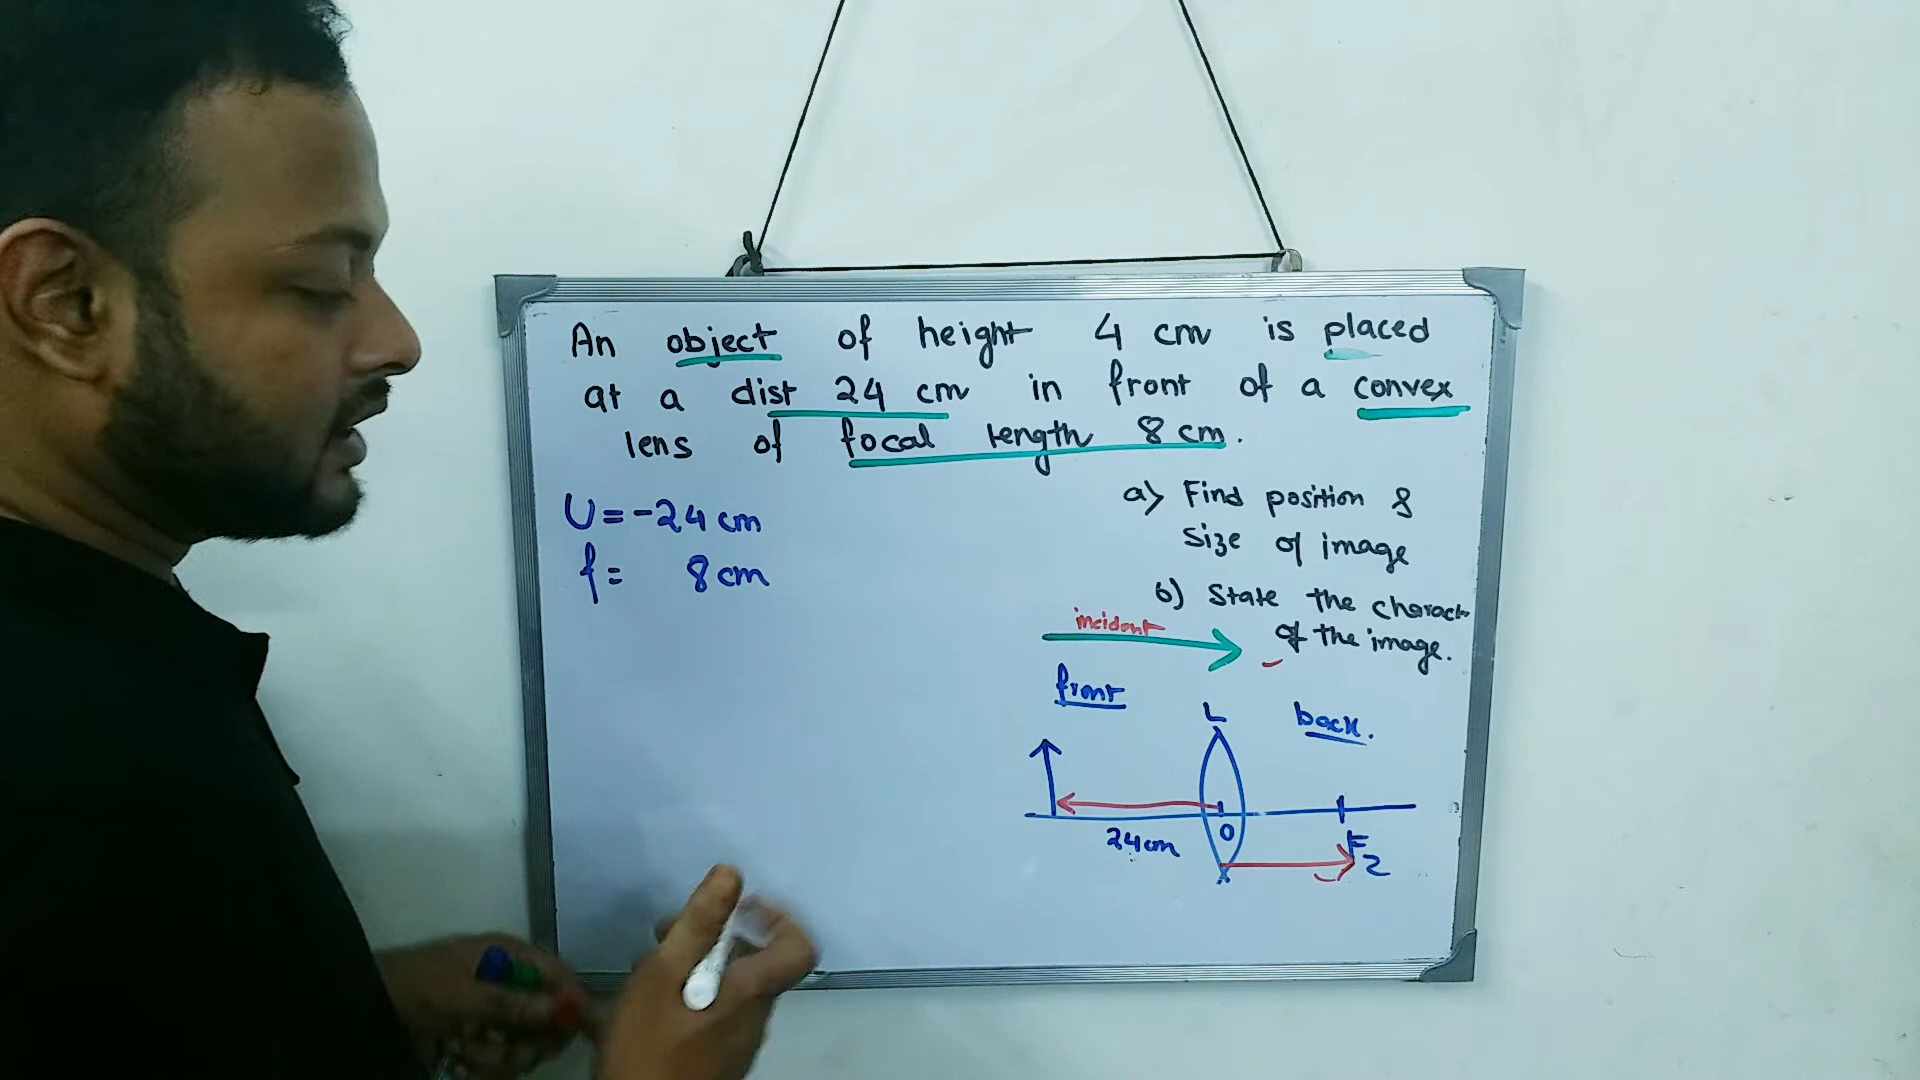 An object of height 4 cm is placed
at a dist 24 cm in front of a convex
lens of focal length 8 cm.
U = -24 cm
f = 8 cm
a) Find position &
size of image
b) State the charact
of the image.
incident
front
back.
L
24cm
O
F2